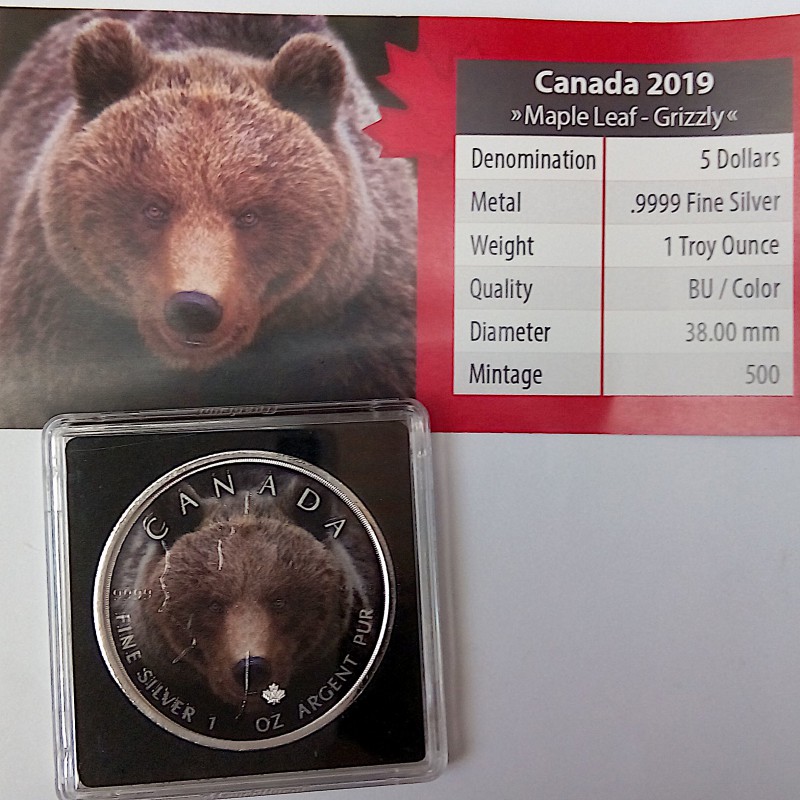 Canada 2019
»Maple Leaf - Grizzly«
Denomination 5 Dollars
Metal .9999 Fine Silver
Weight 1 Troy Ounce
Quality BU / Color
Diameter 38.00 mm
Mintage 500
CANADA
9999
FINE SILVER 1 OZ ARGENT PUR